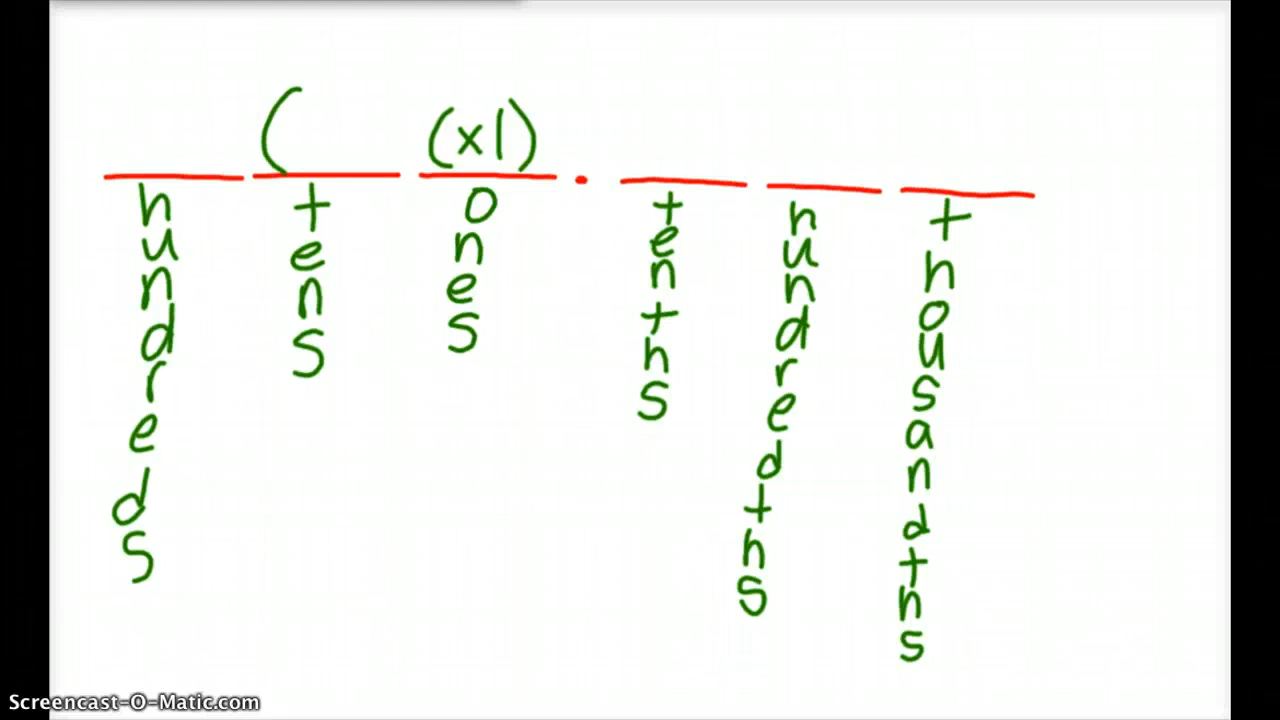 ( (x1)
.
hundreds
tens
ones
tenths
hundredths
thousandths
Screencast-O-Matic.com